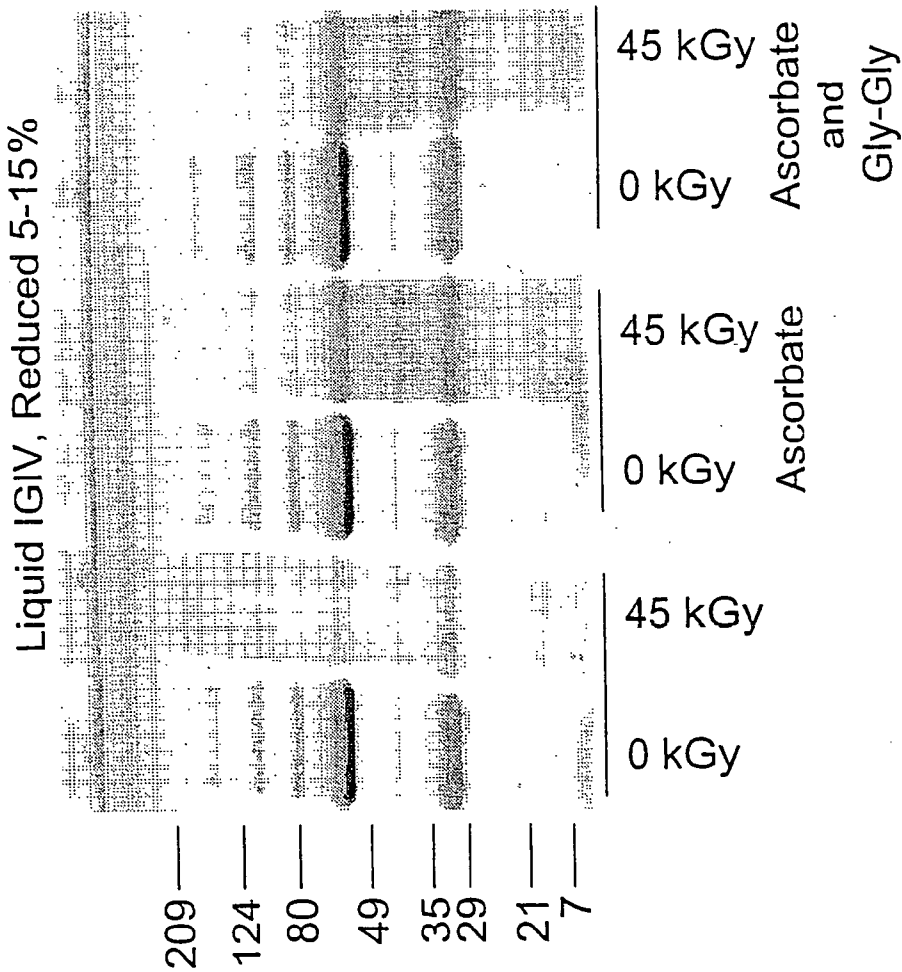 Liquid IGIV, Reduced 5-15%
209
124
80
49
35
29
21
7
0 kGy
45 kGy
0 kGy
45 kGy
Ascorbate
0 kGy
45 kGy
Ascorbate
and
Gly-Gly